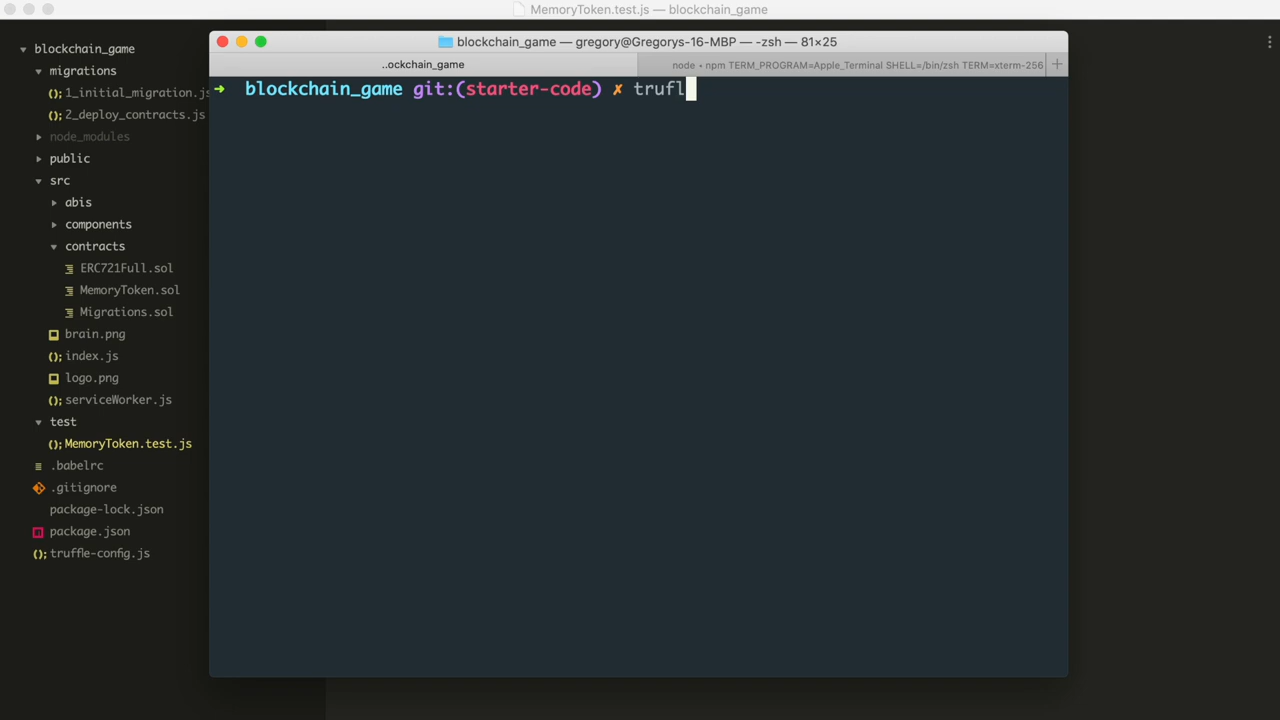 MemoryToken.test.js — blockchain_game
blockchain_game — gregory@Gregorys-16-MBP — -zsh — 81×25
..ockchain_game
node • npm TERM_PROGRAM=Apple_Terminal SHELL=/bin/zsh TERM=xterm-256
➜ blockchain_game git:(starter-code) ✗ trufl
blockchain_game
migrations
1_initial_migration.js
2_deploy_contracts.js
node_modules
public
src
abis
components
contracts
ERC721Full.sol
MemoryToken.sol
Migrations.sol
brain.png
index.js
logo.png
serviceWorker.js
test
MemoryToken.test.js
.babelrc
.gitignore
package-lock.json
package.json
truffle-config.js